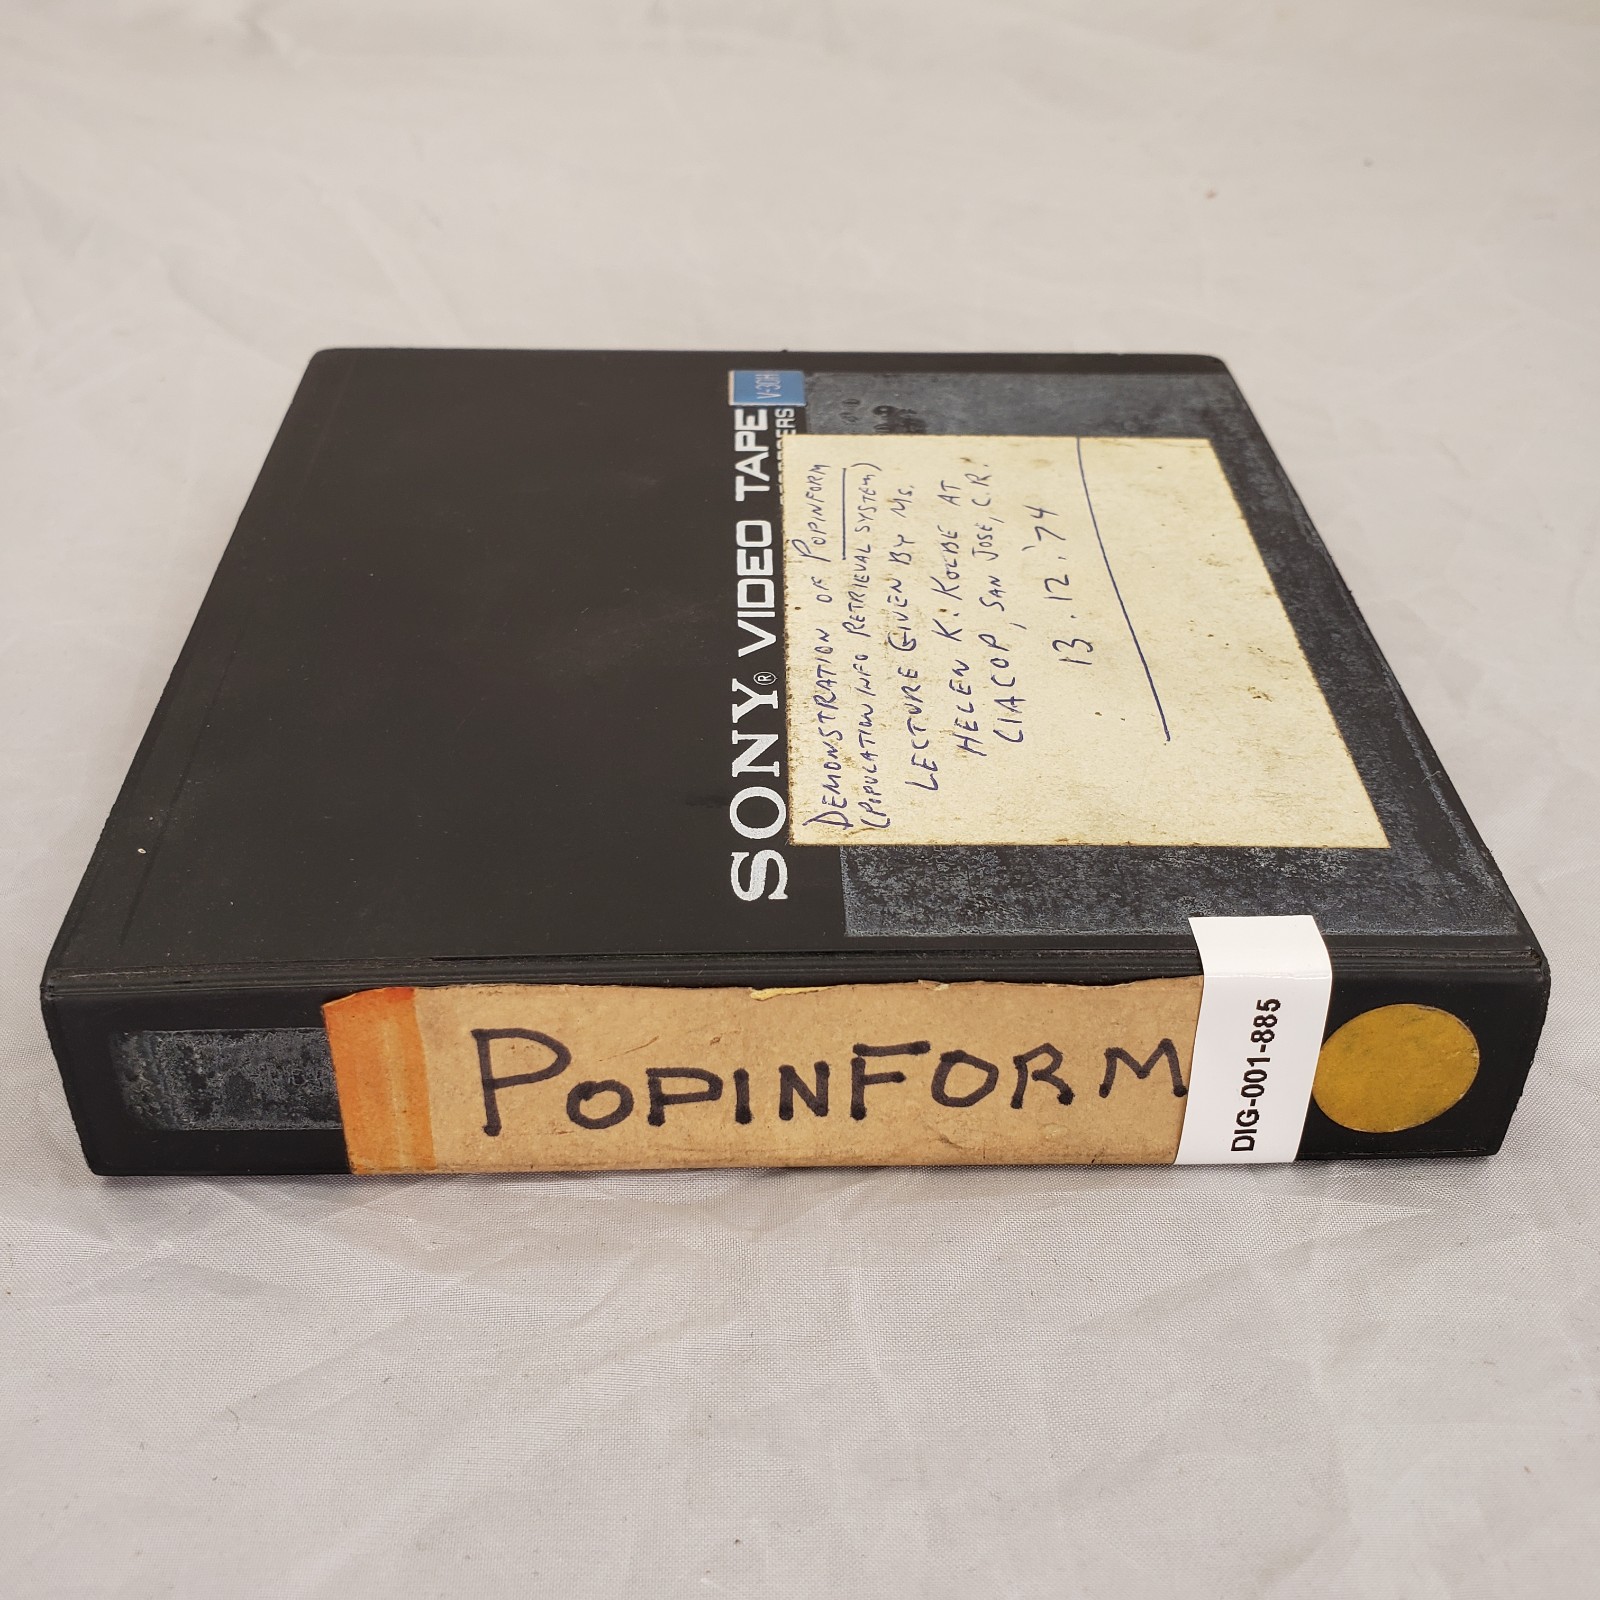 SONY® VIDEO TAPE
V-30H
DEMONSTRATION OF POPINFORM
(POPULATION INFO RETRIEVAL SYSTEM)
LECTURE GIVEN BY MS.
HELEN K. KOLBE AT
CIACOP, SAN JOSE, C.R.
13.12.'74
POPINFORM
DIG-001-885